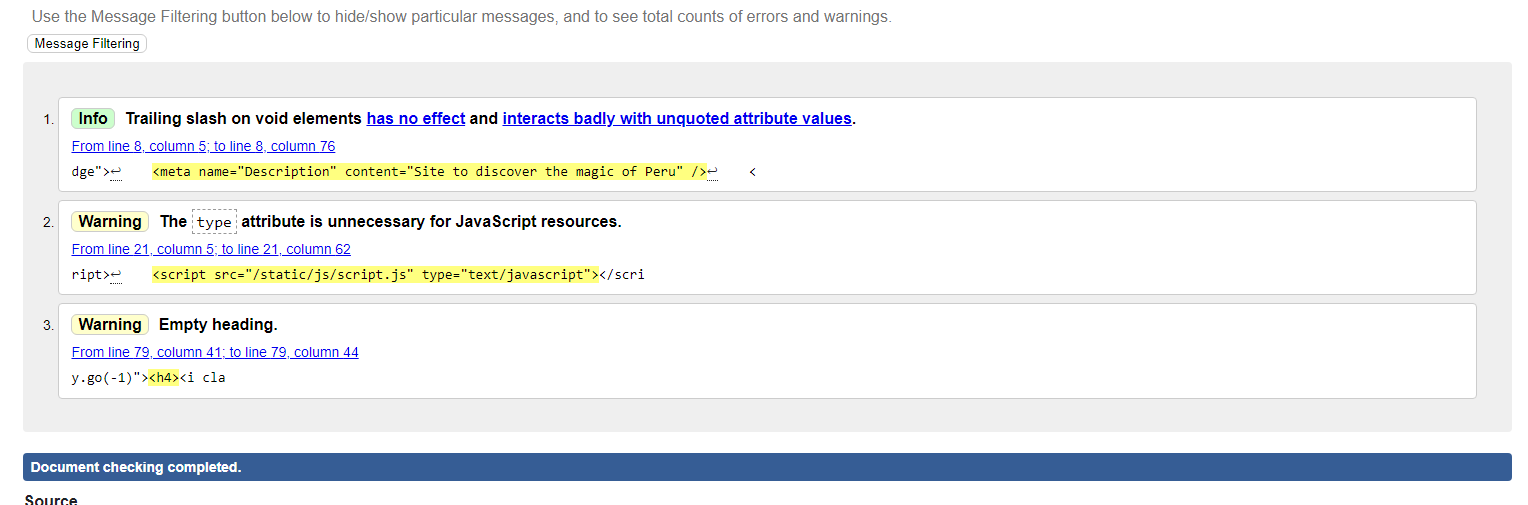 Use the Message Filtering button below to hide/show particular messages, and to see total counts of errors and warnings.
Message Filtering
1. Info Trailing slash on void elements has no effect and interacts badly with unquoted attribute values.
From line 8, column 5; to line 8, column 76
dge">↩    <meta name="Description" content="Site to discover the magic of Peru" />↩    <
2. Warning The type attribute is unnecessary for JavaScript resources.
From line 21, column 5; to line 21, column 62
ript>↩    <script src="/static/js/script.js" type="text/javascript"></scri
3. Warning Empty heading.
From line 79, column 41; to line 79, column 44
y.go(-1)"><h4><i cla
Document checking completed.
Source